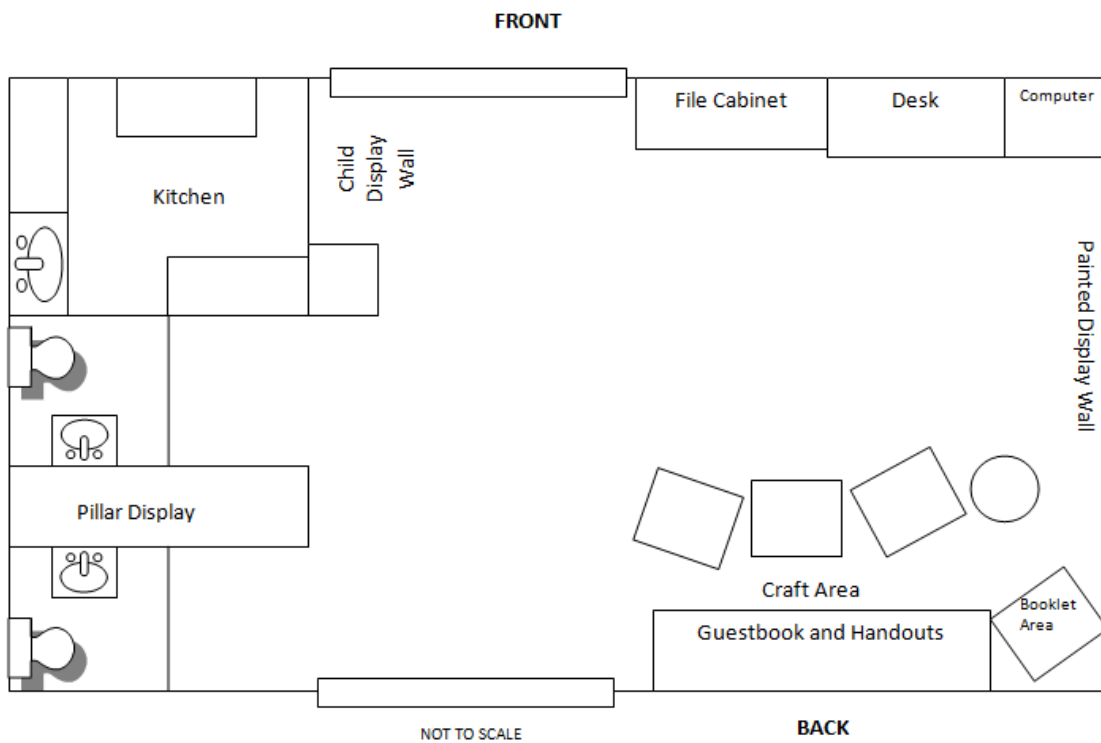 FRONT
File Cabinet
Desk
Computer
Child
Display
Wall
Kitchen
Painted Display Wall
Pillar Display
Craft Area
Booklet
Area
Guestbook and Handouts
NOT TO SCALE
BACK